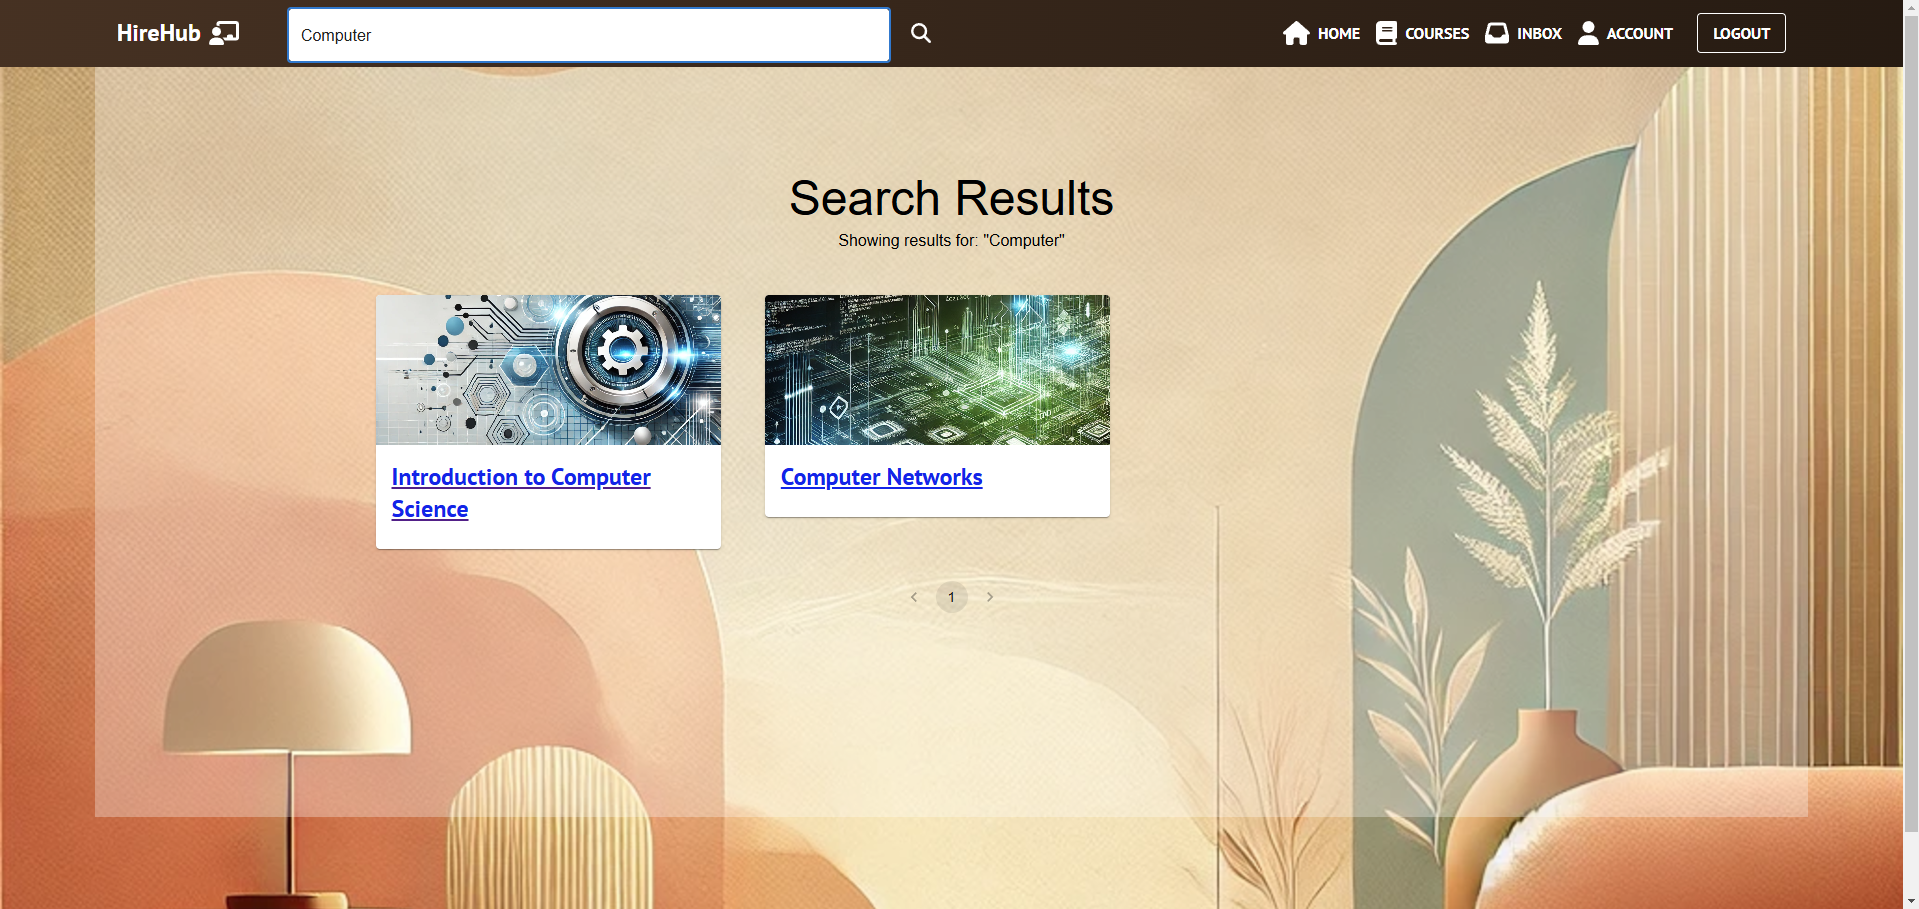 HireHub
Computer
HOME
COURSES
INBOX
ACCOUNT
LOGOUT
Search Results
Showing results for: "Computer"
Introduction to Computer
Science
Computer Networks
1